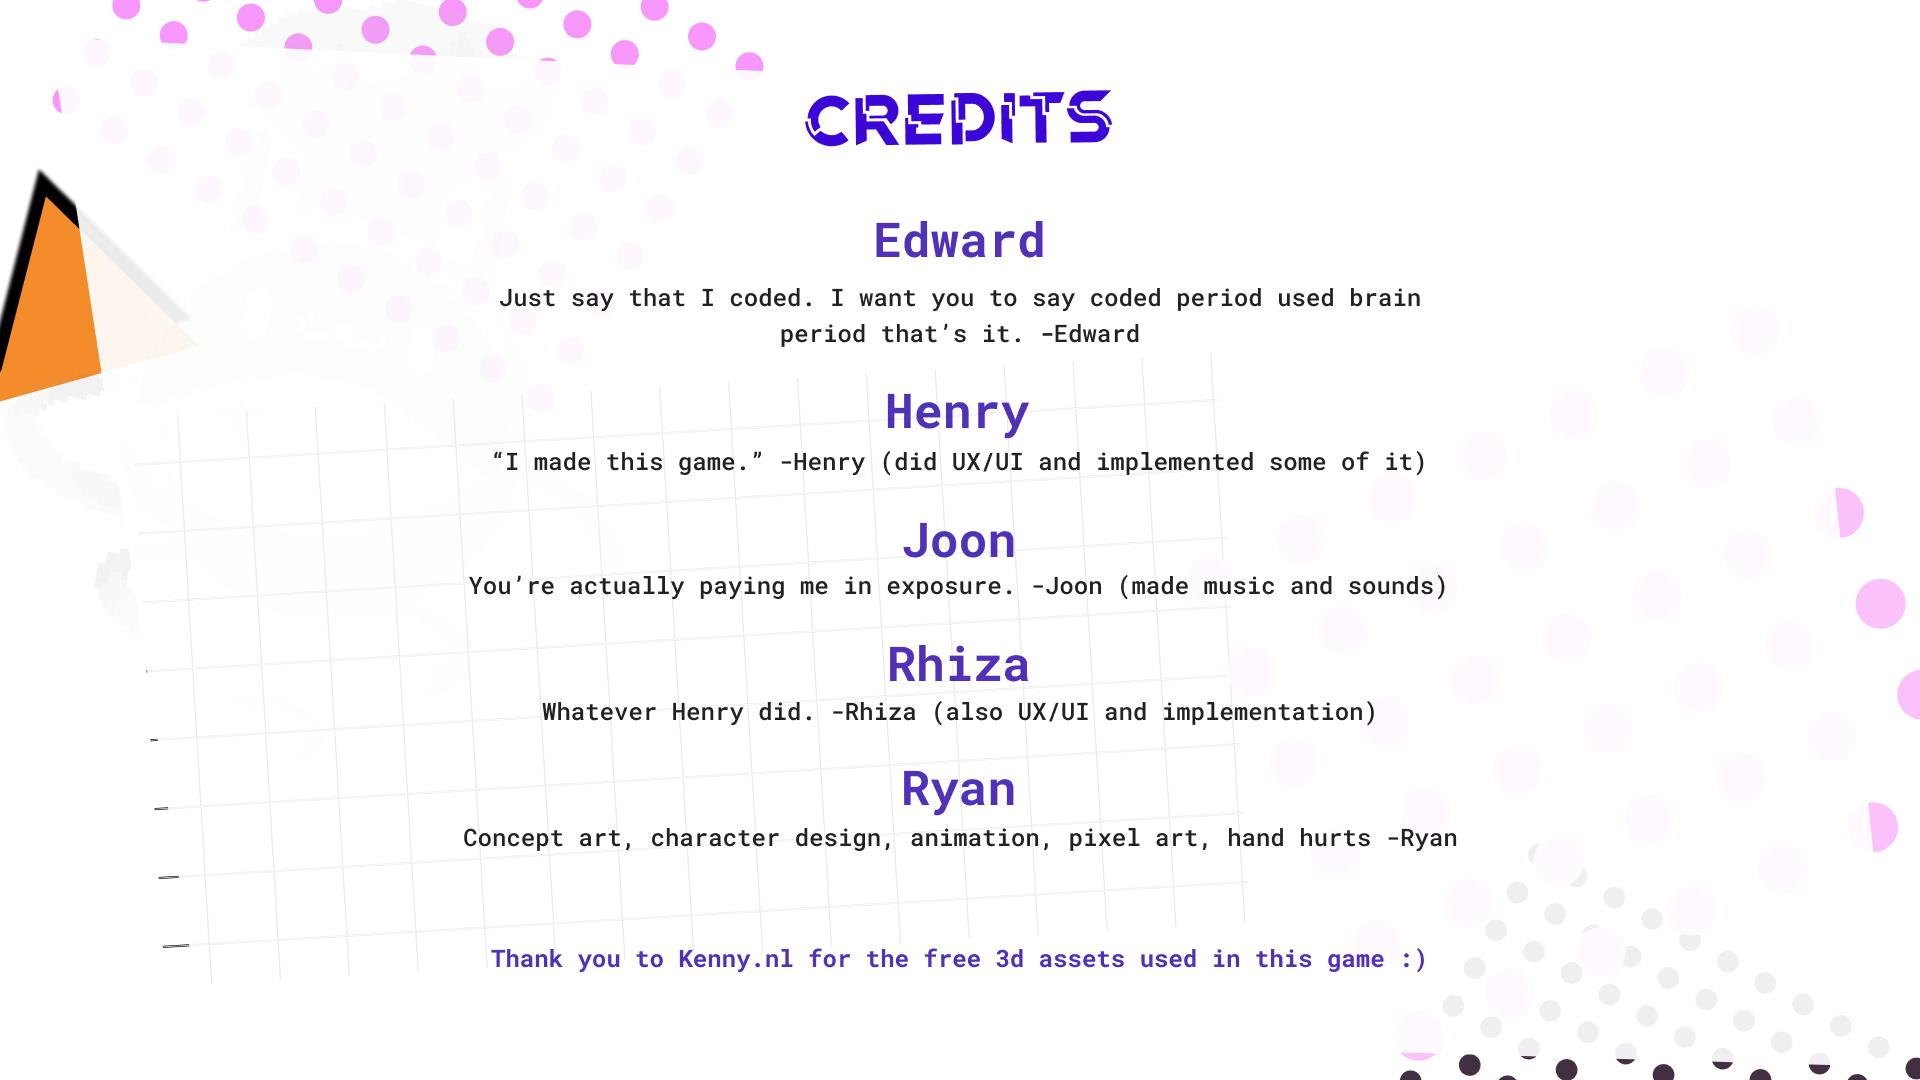 CREDITS
Edward
Just say that I coded. I want you to say coded period used brain
period that’s it. -Edward
Henry
“I made this game.” -Henry (did UX/UI and implemented some of it)
Joon
You’re actually paying me in exposure. -Joon (made music and sounds)
Rhiza
Whatever Henry did. -Rhiza (also UX/UI and implementation)
Ryan
Concept art, character design, animation, pixel art, hand hurts -Ryan
Thank you to Kenny.nl for the free 3d assets used in this game :)